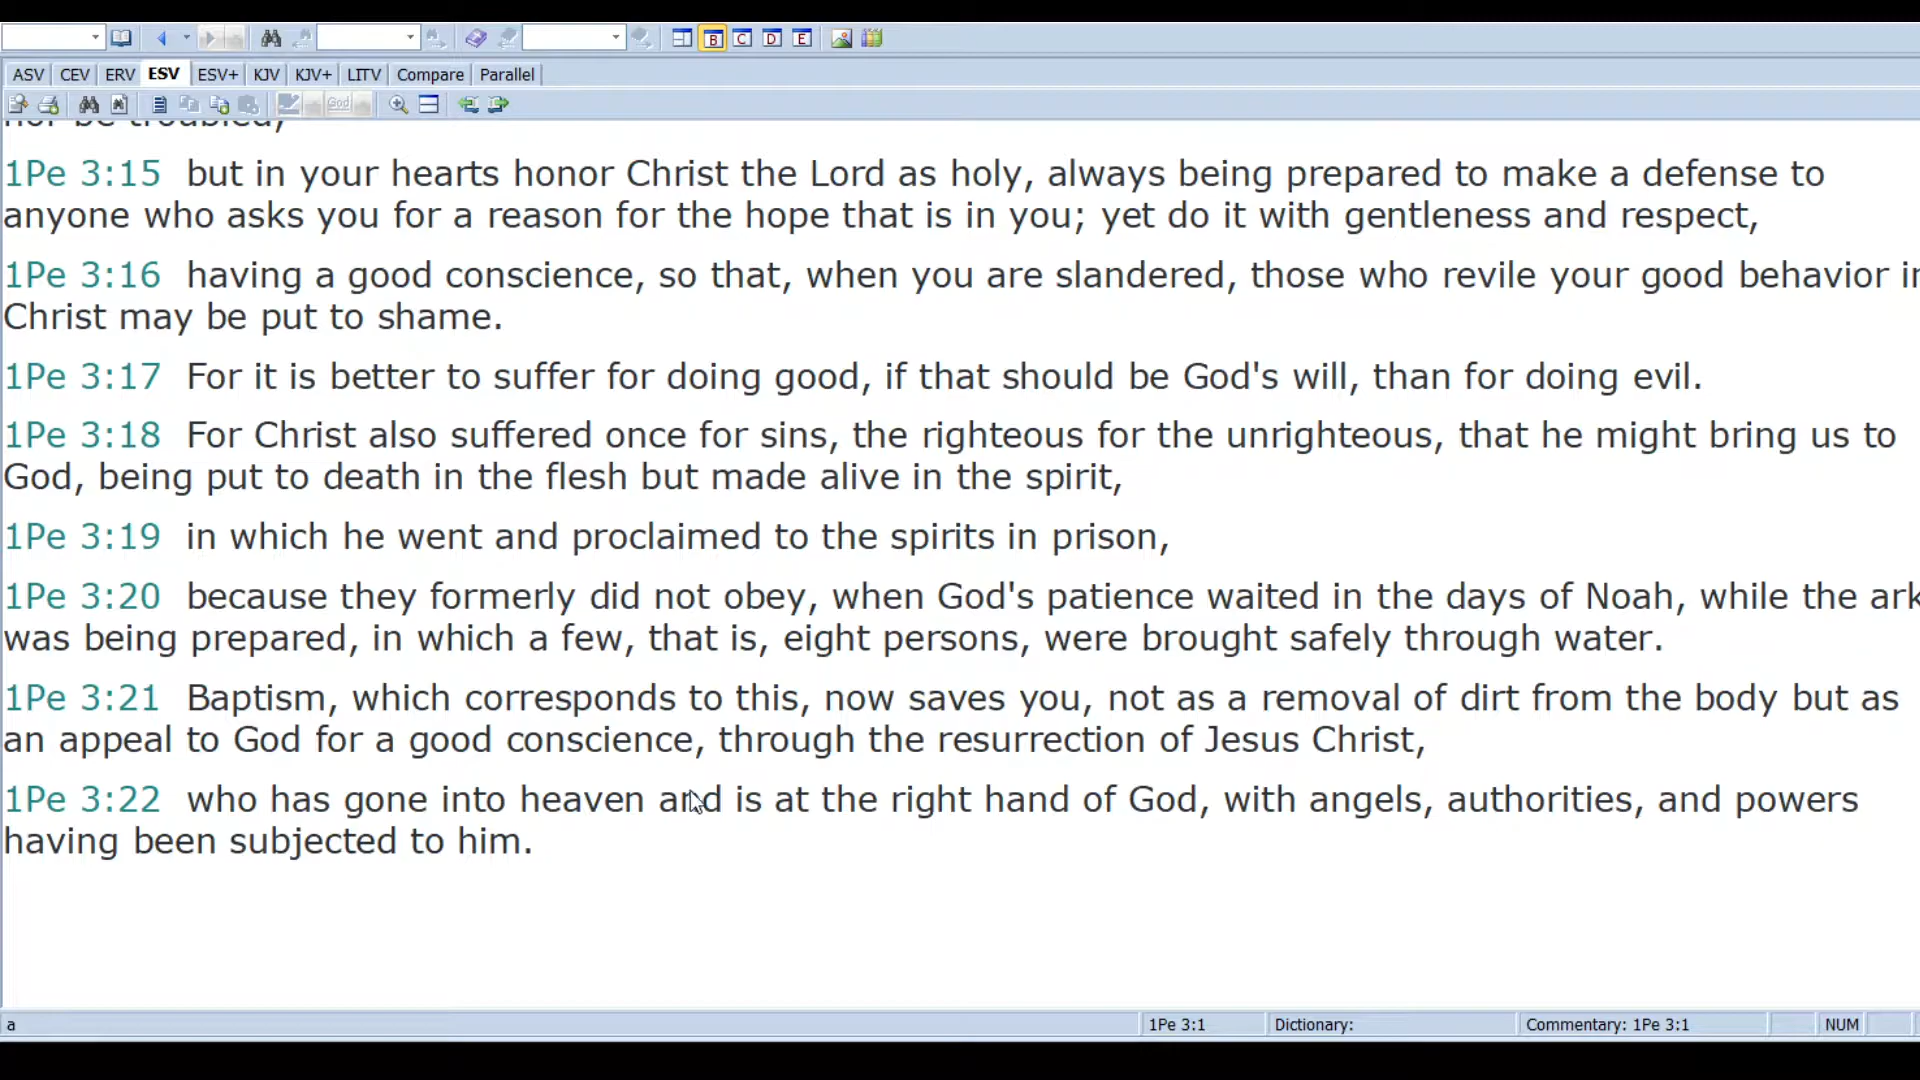 B C D E
ASV CEV ERV ESV ESV+ KJV KJV+ LITV Compare Parallel
God
nor be troubled,
1Pe 3:15 but in your hearts honor Christ the Lord as holy, always being prepared to make a defense to
anyone who asks you for a reason for the hope that is in you; yet do it with gentleness and respect,
1Pe 3:16 having a good conscience, so that, when you are slandered, those who revile your good behavior in
Christ may be put to shame.
1Pe 3:17 For it is better to suffer for doing good, if that should be God's will, than for doing evil.
1Pe 3:18 For Christ also suffered once for sins, the righteous for the unrighteous, that he might bring us to
God, being put to death in the flesh but made alive in the spirit,
1Pe 3:19 in which he went and proclaimed to the spirits in prison,
1Pe 3:20 because they formerly did not obey, when God's patience waited in the days of Noah, while the ark
was being prepared, in which a few, that is, eight persons, were brought safely through water.
1Pe 3:21 Baptism, which corresponds to this, now saves you, not as a removal of dirt from the body but as
an appeal to God for a good conscience, through the resurrection of Jesus Christ,
1Pe 3:22 who has gone into heaven and is at the right hand of God, with angels, authorities, and powers
having been subjected to him.
a 1Pe 3:1 Dictionary: Commentary: 1Pe 3:1 NUM